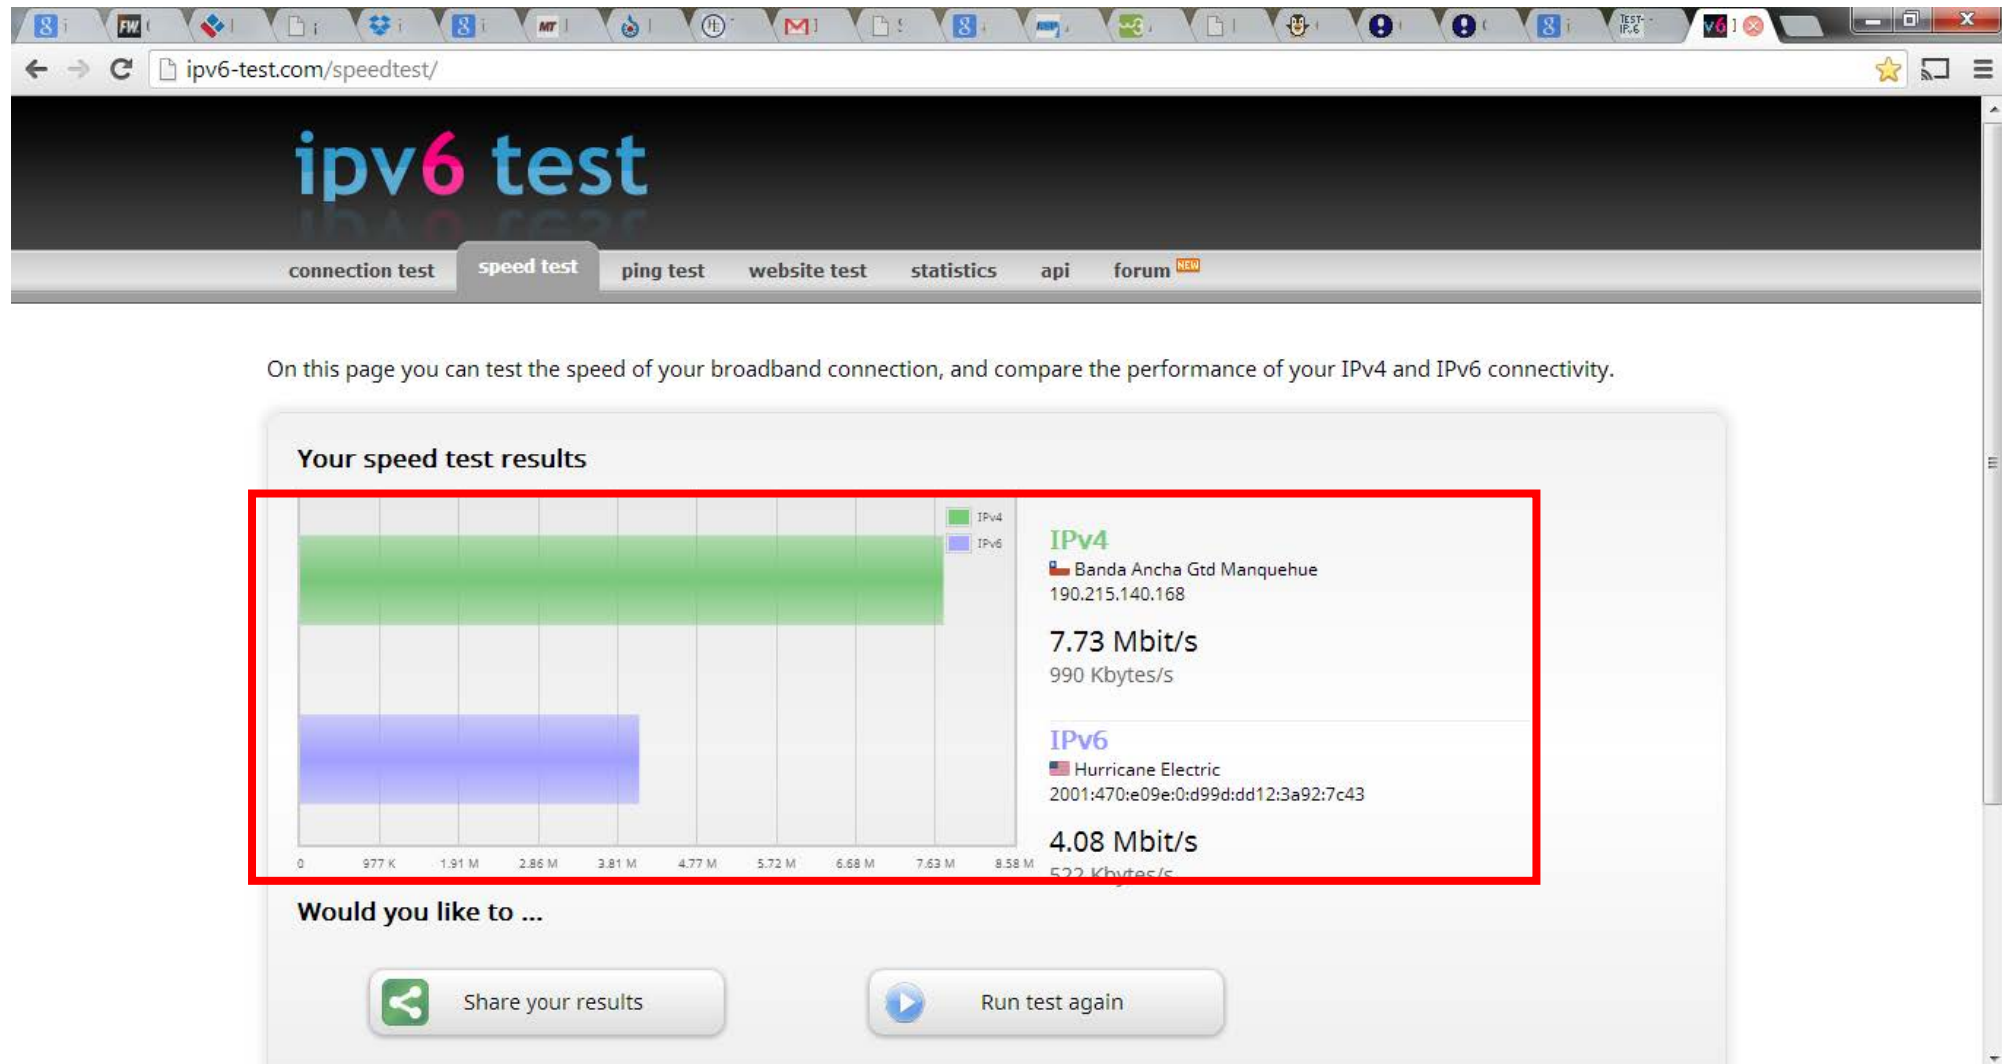 ipv6-test.com/speedtest/
ipv6 test
connection test speed test ping test website test statistics api forum NEW
On this page you can test the speed of your broadband connection, and compare the performance of your IPv4 and IPv6 connectivity.
Your speed test results
IPv4
IPv6
0 977 K 1.91 M 2.86 M 3.81 M 4.77 M 5.72 M 6.68 M 7.63 M 8.58 M
IPv4
Banda Ancha Gtd Manquehue
190.215.140.168
7.73 Mbit/s
990 Kbytes/s
IPv6
Hurricane Electric
2001:470:e09e:0:d99d:dd12:3a92:7c43
4.08 Mbit/s
522 Kbytes/s
Would you like to ...
Share your results
Run test again